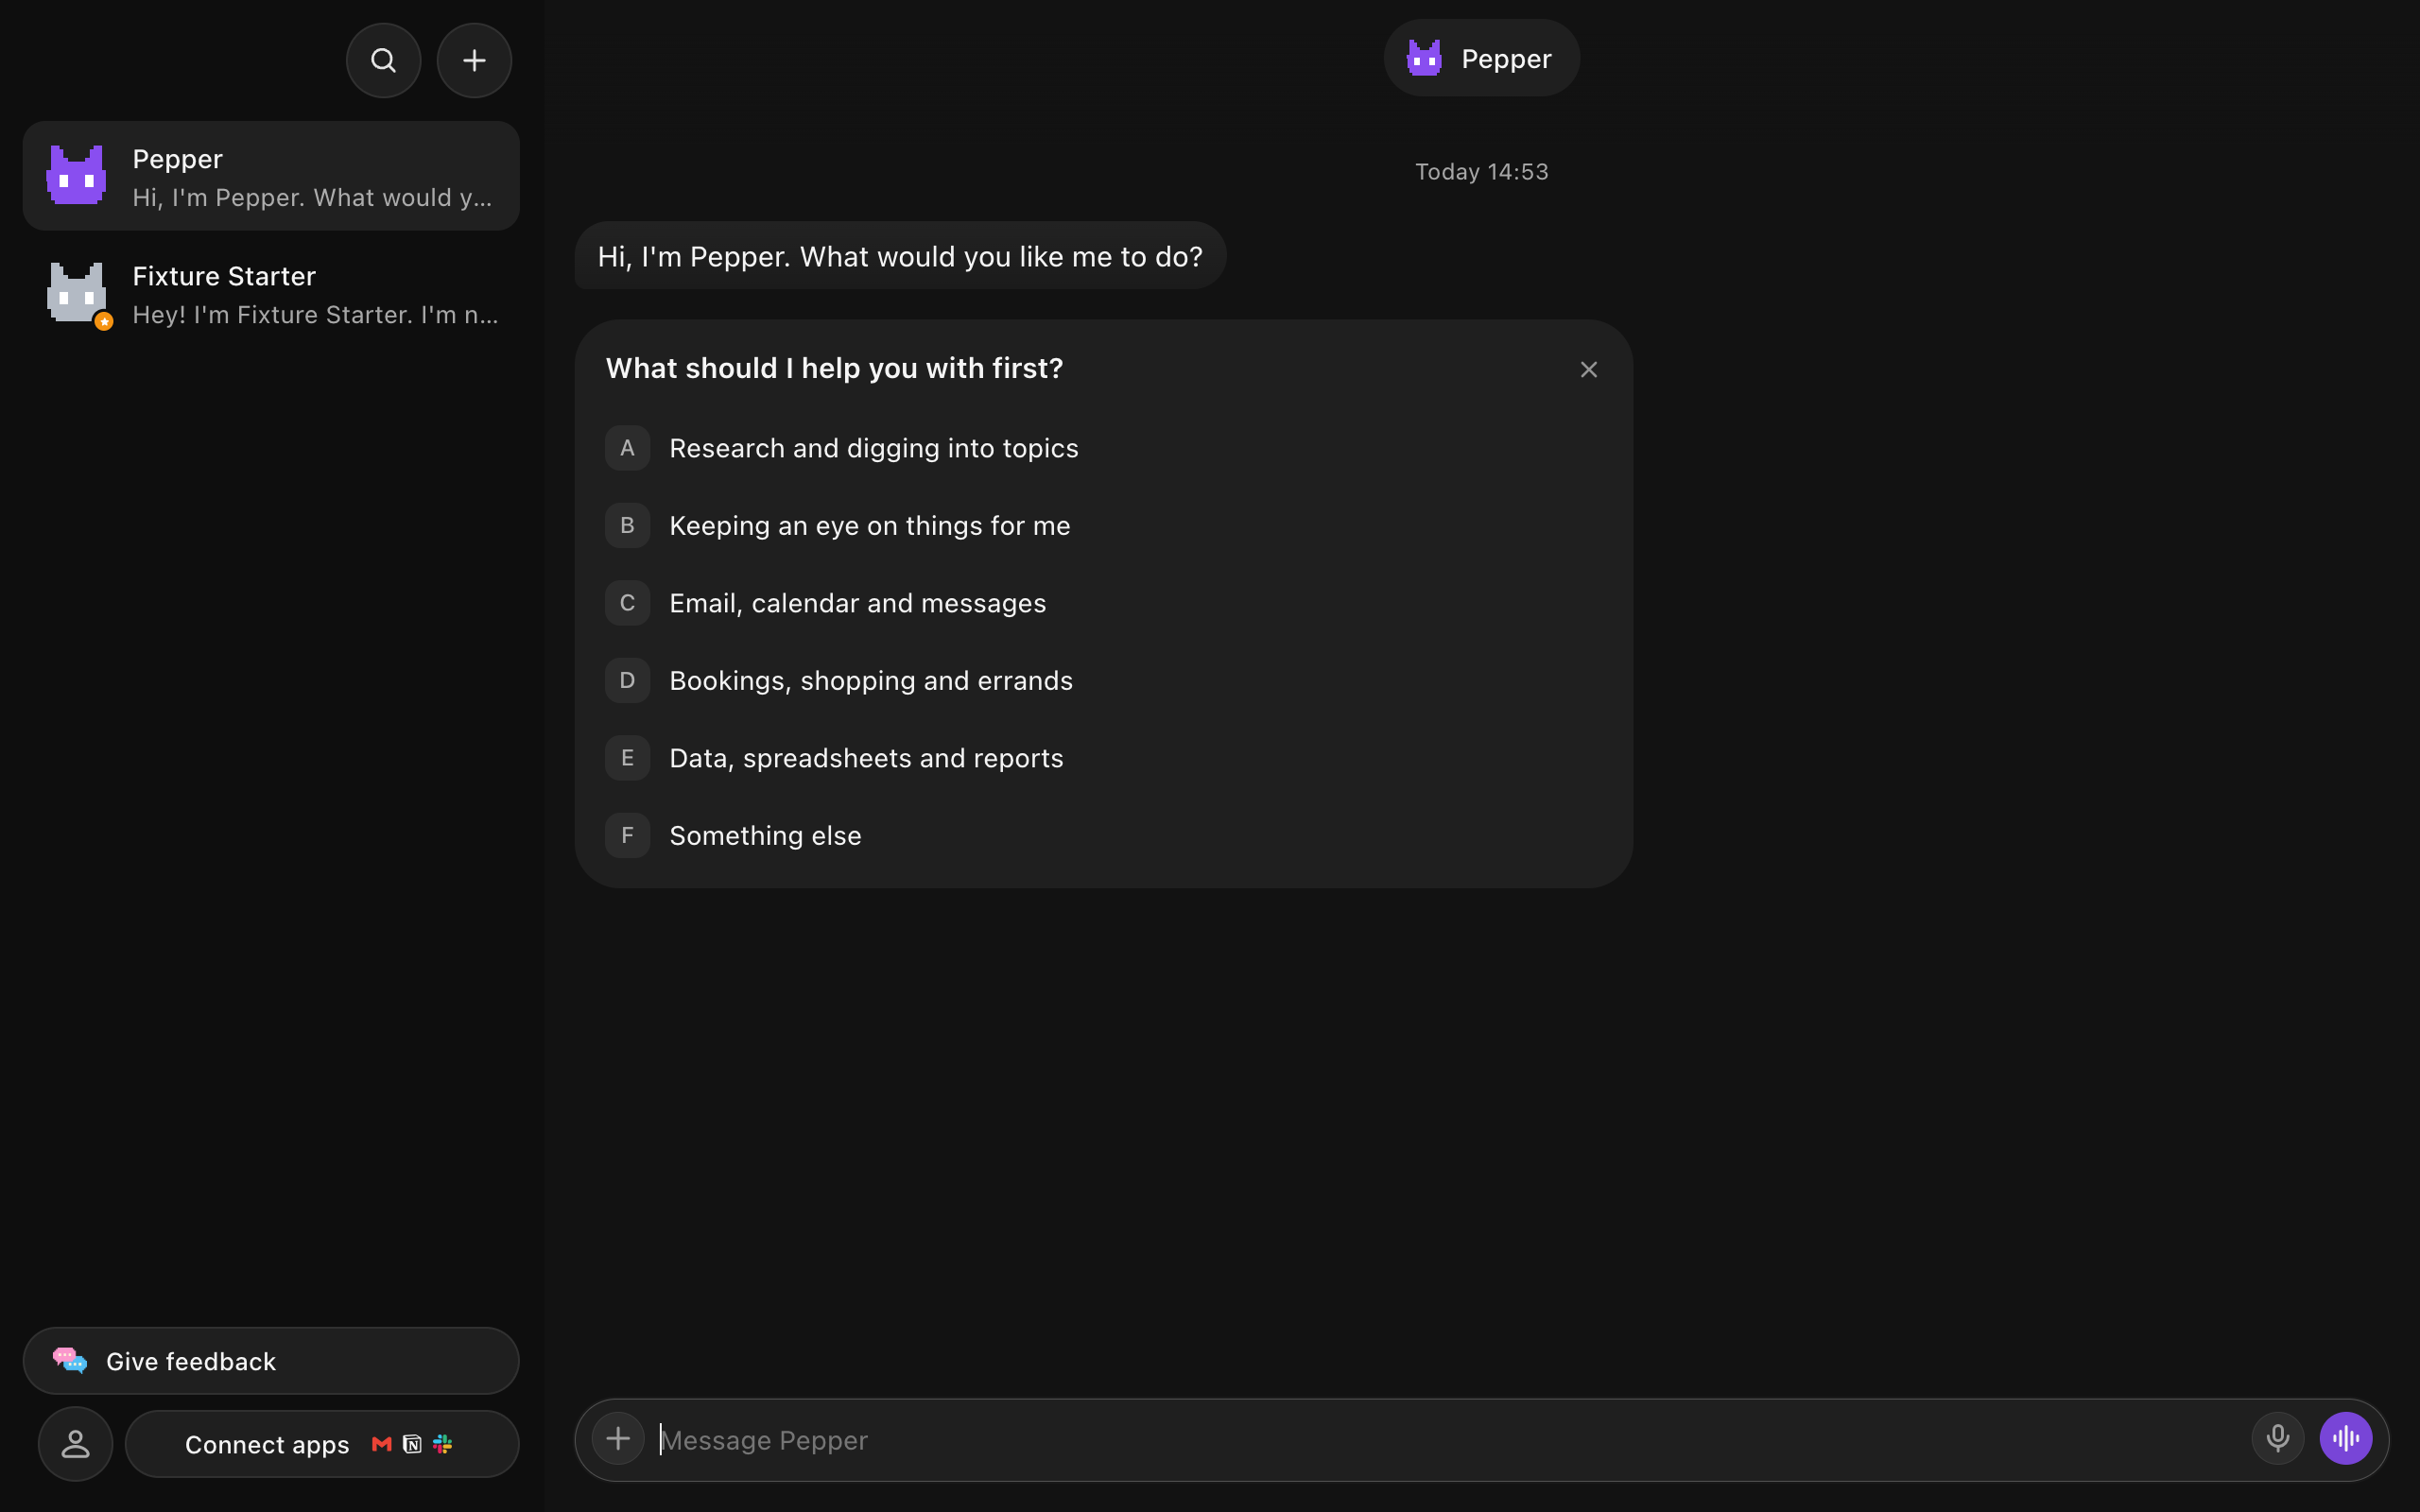 Pepper
Hi, I'm Pepper. What would y...
Fixture Starter
Hey! I'm Fixture Starter. I'm n...
Give feedback
Connect apps
Pepper
Today 14:53
Hi, I'm Pepper. What would you like me to do?
What should I help you with first?
A Research and digging into topics
B Keeping an eye on things for me
C Email, calendar and messages
D Bookings, shopping and errands
E Data, spreadsheets and reports
F Something else
Message Pepper